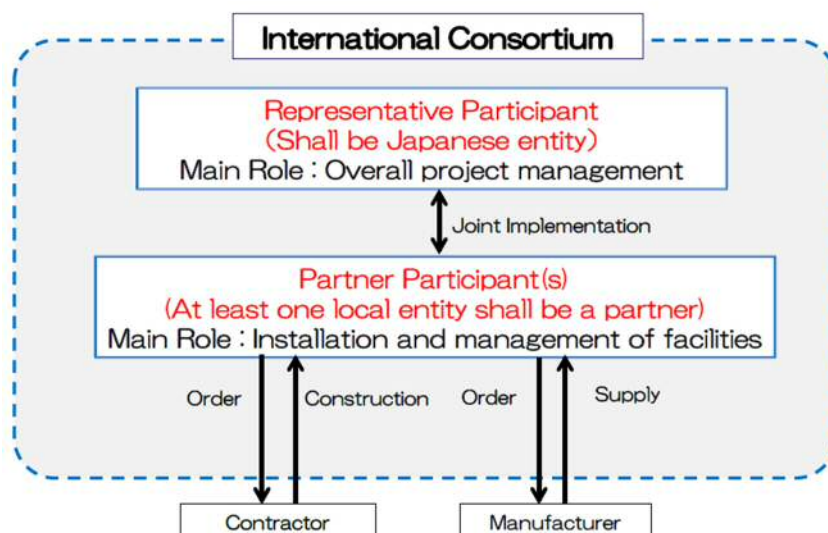 International Consortium
Representative Participant
(Shall be Japanese entity)
Main Role : Overall project management
Joint Implementation
Partner Participant(s)
(At least one local entity shall be a partner)
Main Role : Installation and management of facilities
Order
Construction
Order
Supply
Contractor
Manufacturer